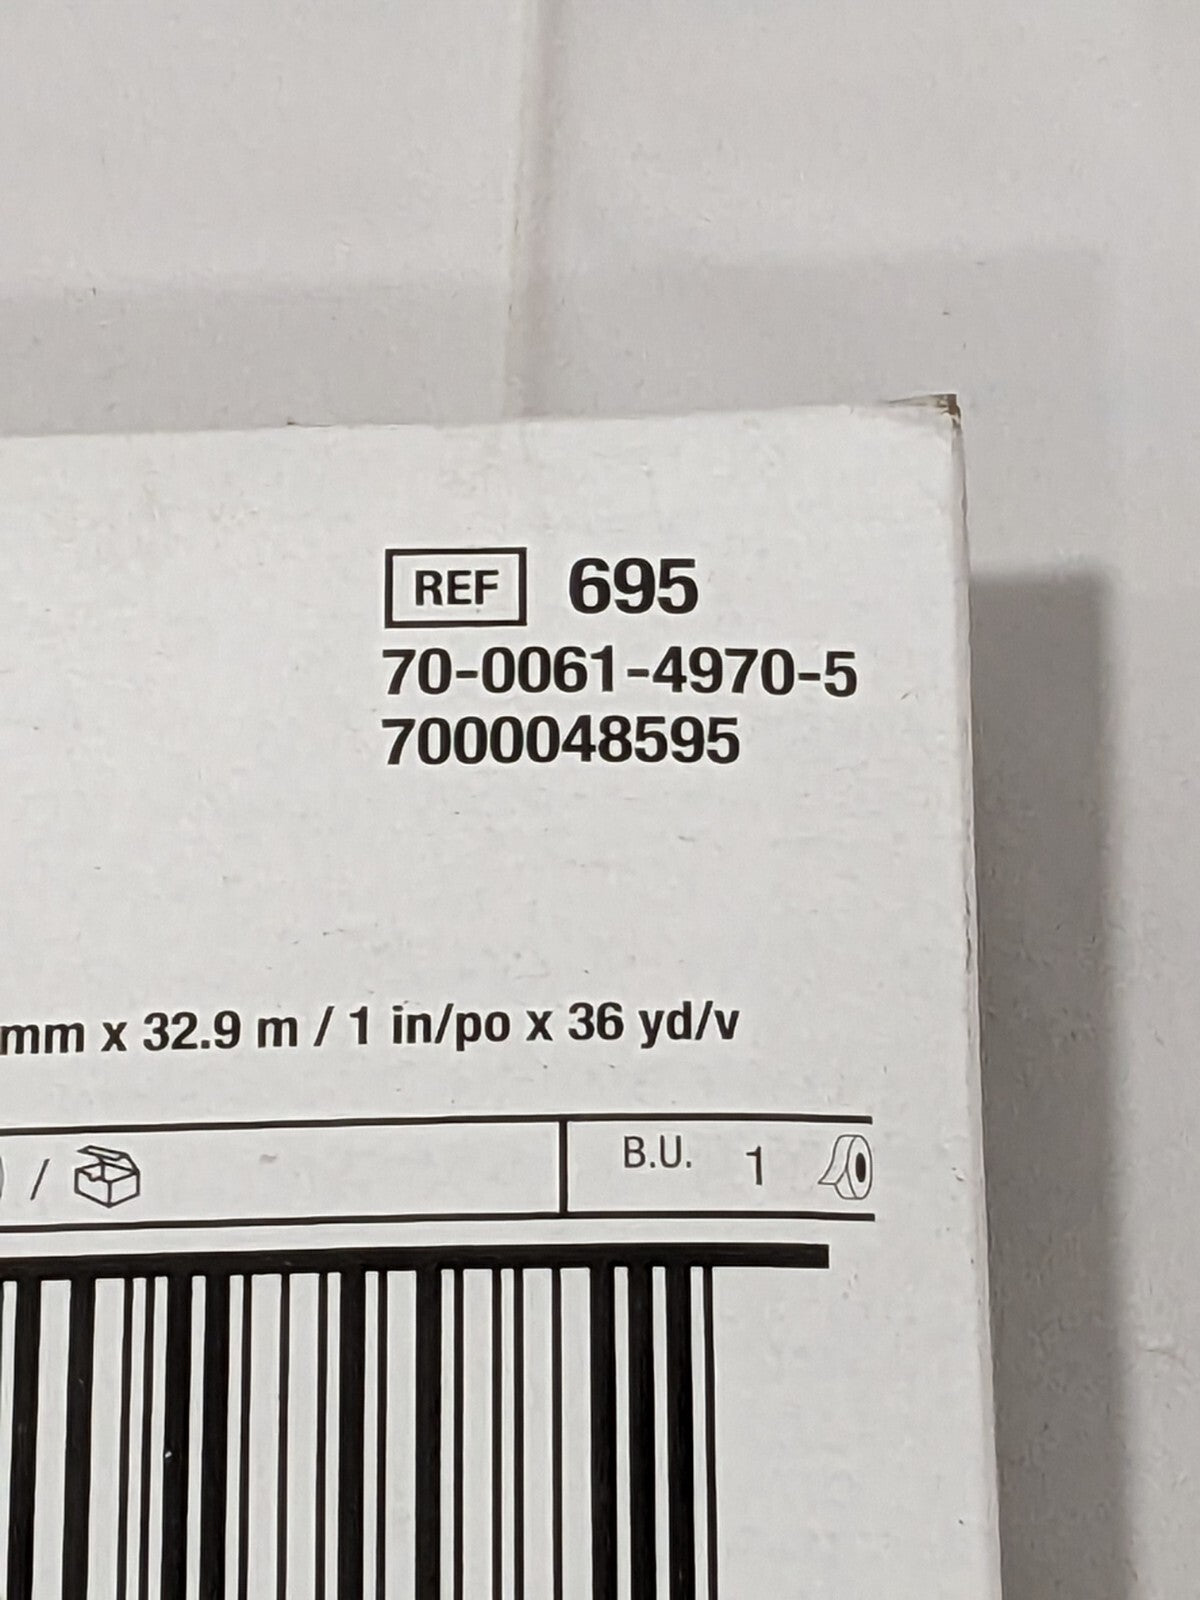 REF 695
70-0061-4970-5
7000048595
mm x 32.9 m / 1 in/po x 36 yd/v
/ B.U. 1